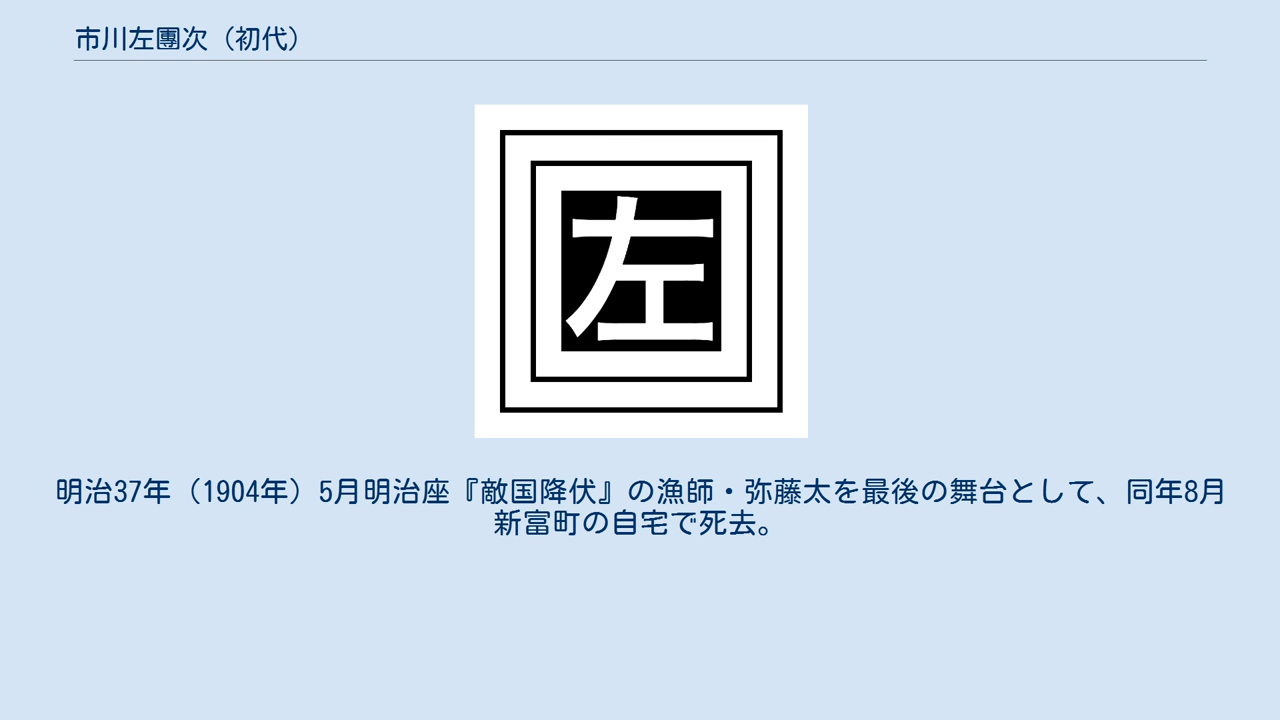 市川左團次（初代）
左
明治37年（1904年）5月明治座『敵国降伏』の漁師・弥藤太を最後の舞台として、同年8月
新富町の自宅で死去。